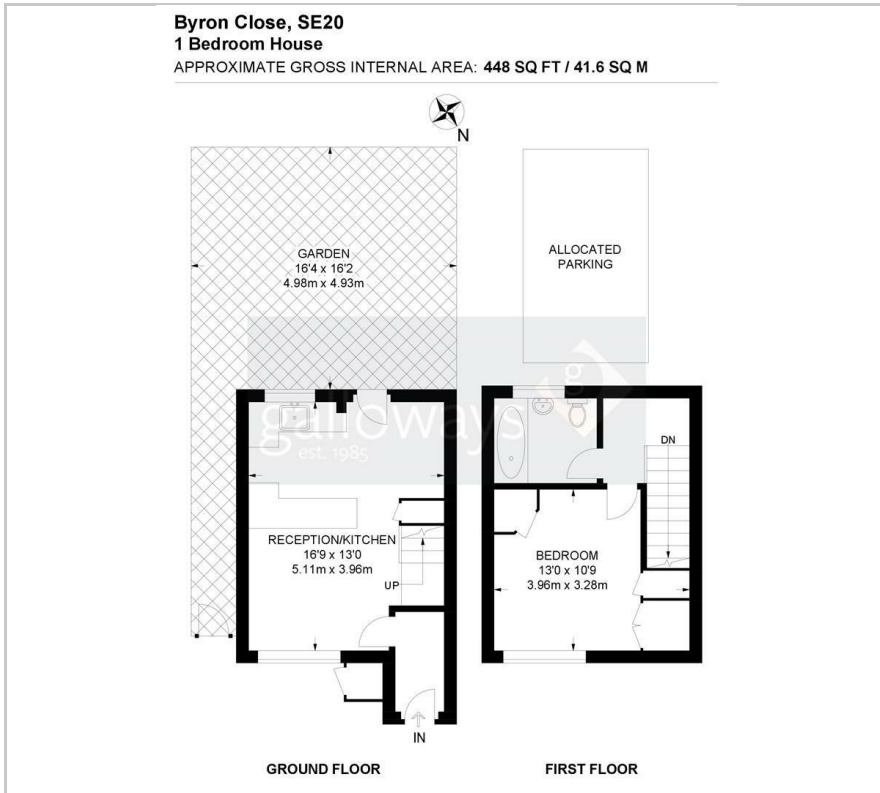 Byron Close, SE20
1 Bedroom House
APPROXIMATE GROSS INTERNAL AREA: 448 SQ FT / 41.6 SQ M
N
GARDEN
16'4 x 16'2
4.98m x 4.93m
ALLOCATED
PARKING
g
galloways
est. 1985
DN
RECEPTION/KITCHEN
16'9 x 13'0
5.11m x 3.96m
UP
BEDROOM
13'0 x 10'9
3.96m x 3.28m
IN
GROUND FLOOR
FIRST FLOOR